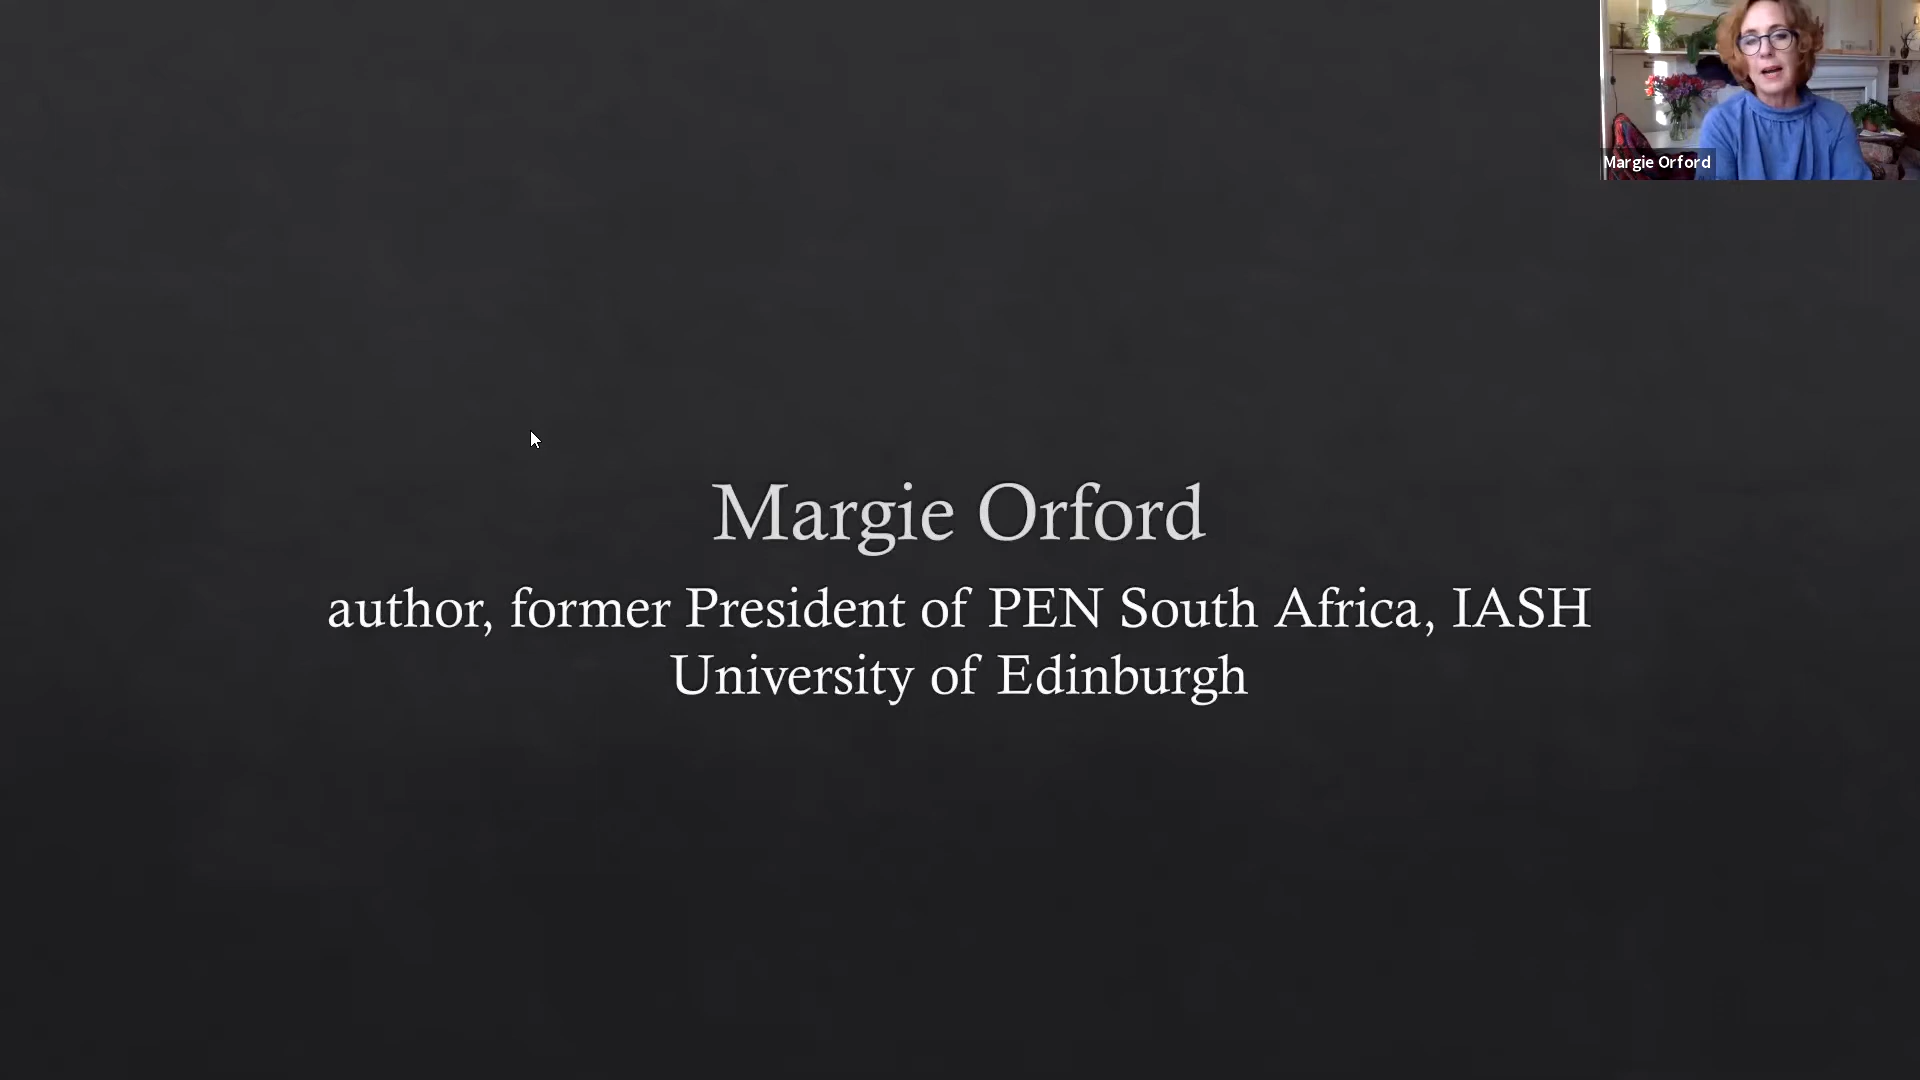 Margie Orford
Margie Orford
author, former President of PEN South Africa, IASH
University of Edinburgh